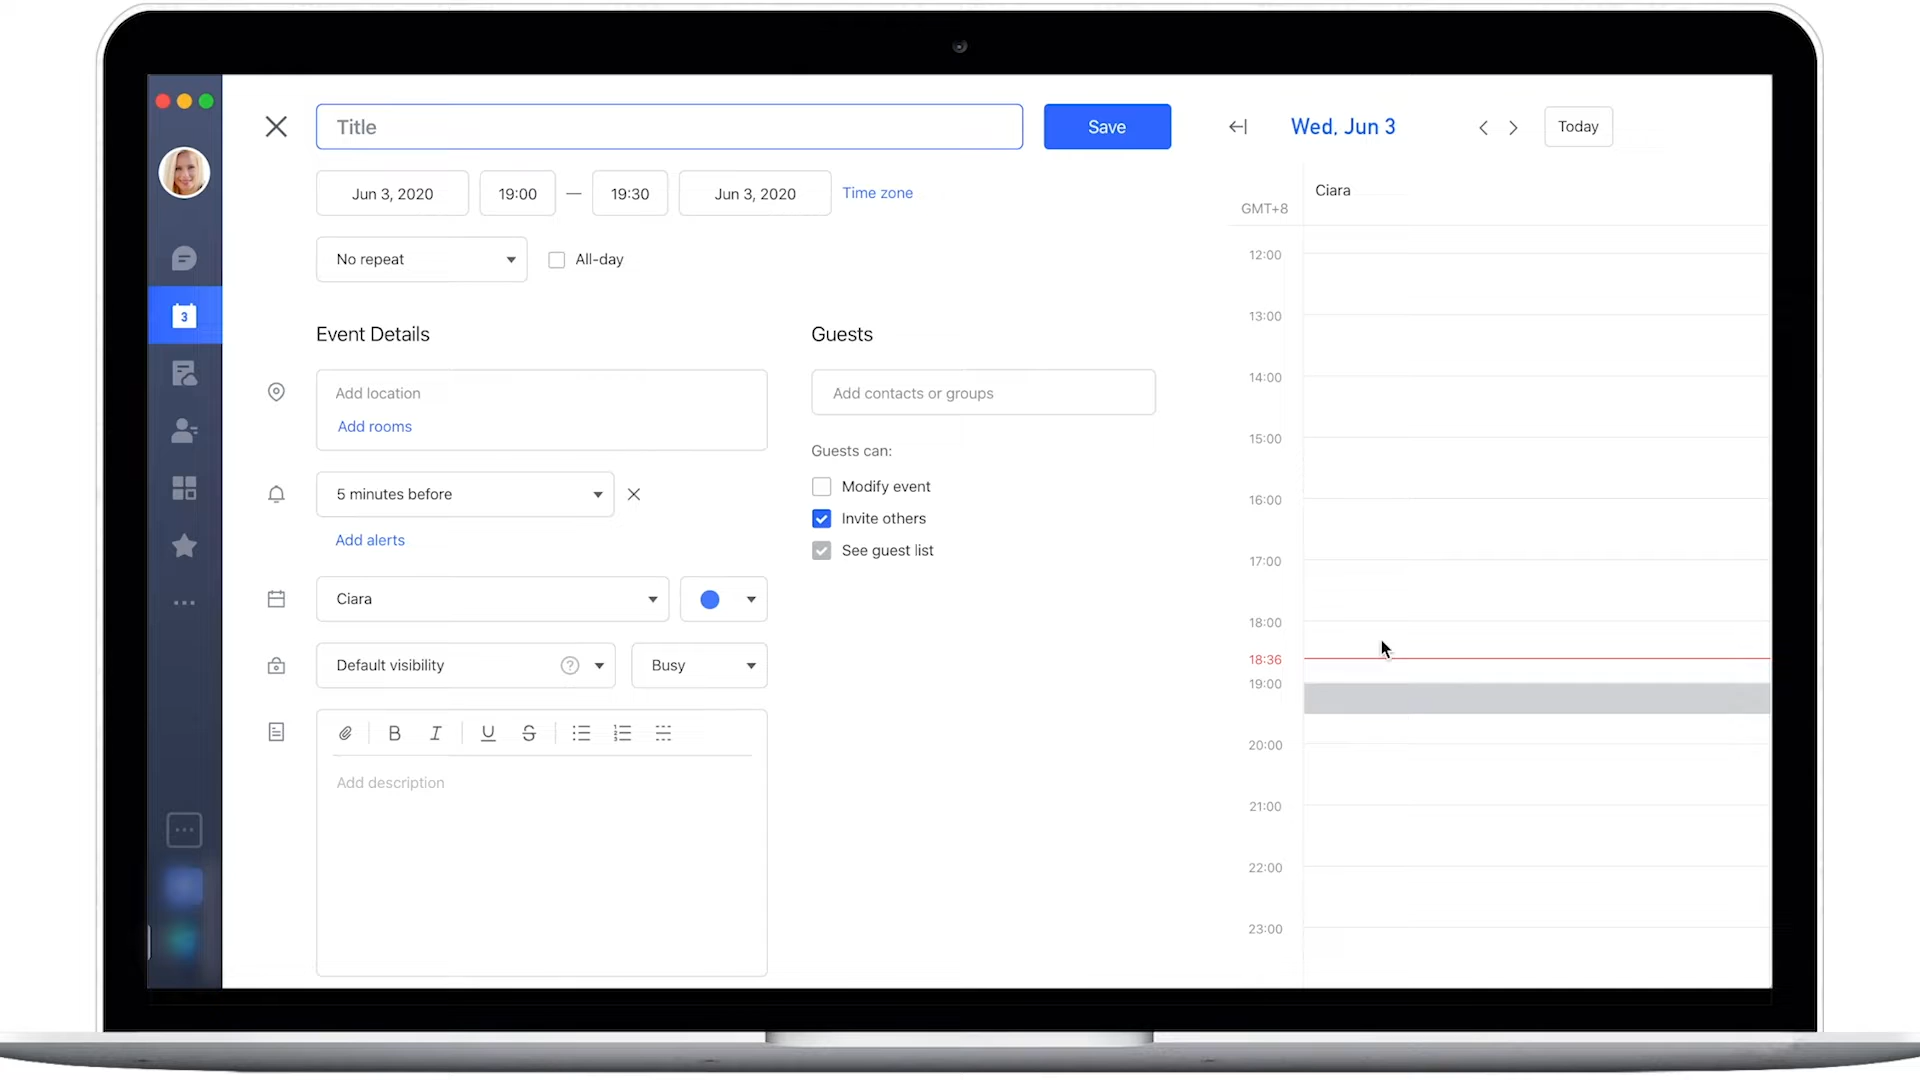 Title
Save
Wed, Jun 3
Today
Jun 3, 2020
19:00
—
19:30
Jun 3, 2020
Time zone
Ciara
GMT+8
No repeat
All-day
Event Details
Add location
Add rooms
5 minutes before
Add alerts
Ciara
Default visibility
?
Busy
B
I
U
S
Add description
Guests
Add contacts or groups
Guests can:
Modify event
Invite others
See guest list
3
12:00
13:00
14:00
15:00
16:00
17:00
18:00
18:36
19:00
20:00
21:00
22:00
23:00